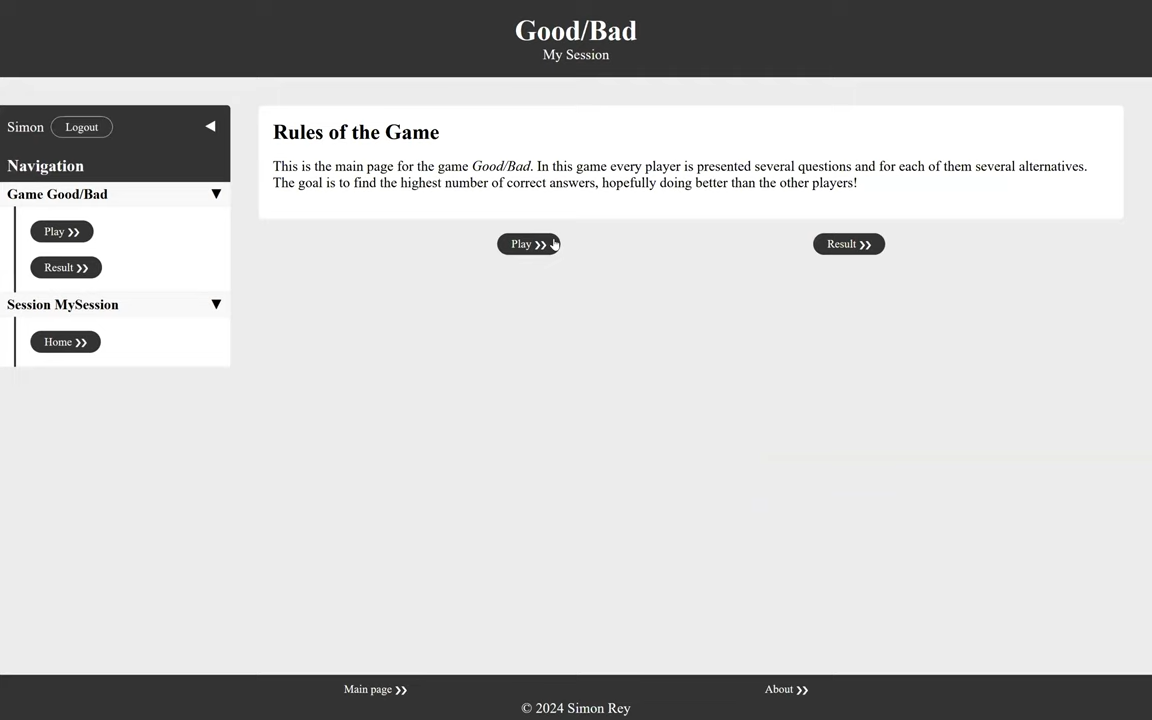 Good/Bad
My Session
Simon Logout
Navigation
Game Good/Bad
Play ❯❯
Result ❯❯
Session MySession
Home ❯❯
Rules of the Game
This is the main page for the game Good/Bad. In this game every player is presented several questions and for each of them several alternatives.
The goal is to find the highest number of correct answers, hopefully doing better than the other players!
Play ❯❯ Result ❯❯
Main page ❯❯ About ❯❯
© 2024 Simon Rey